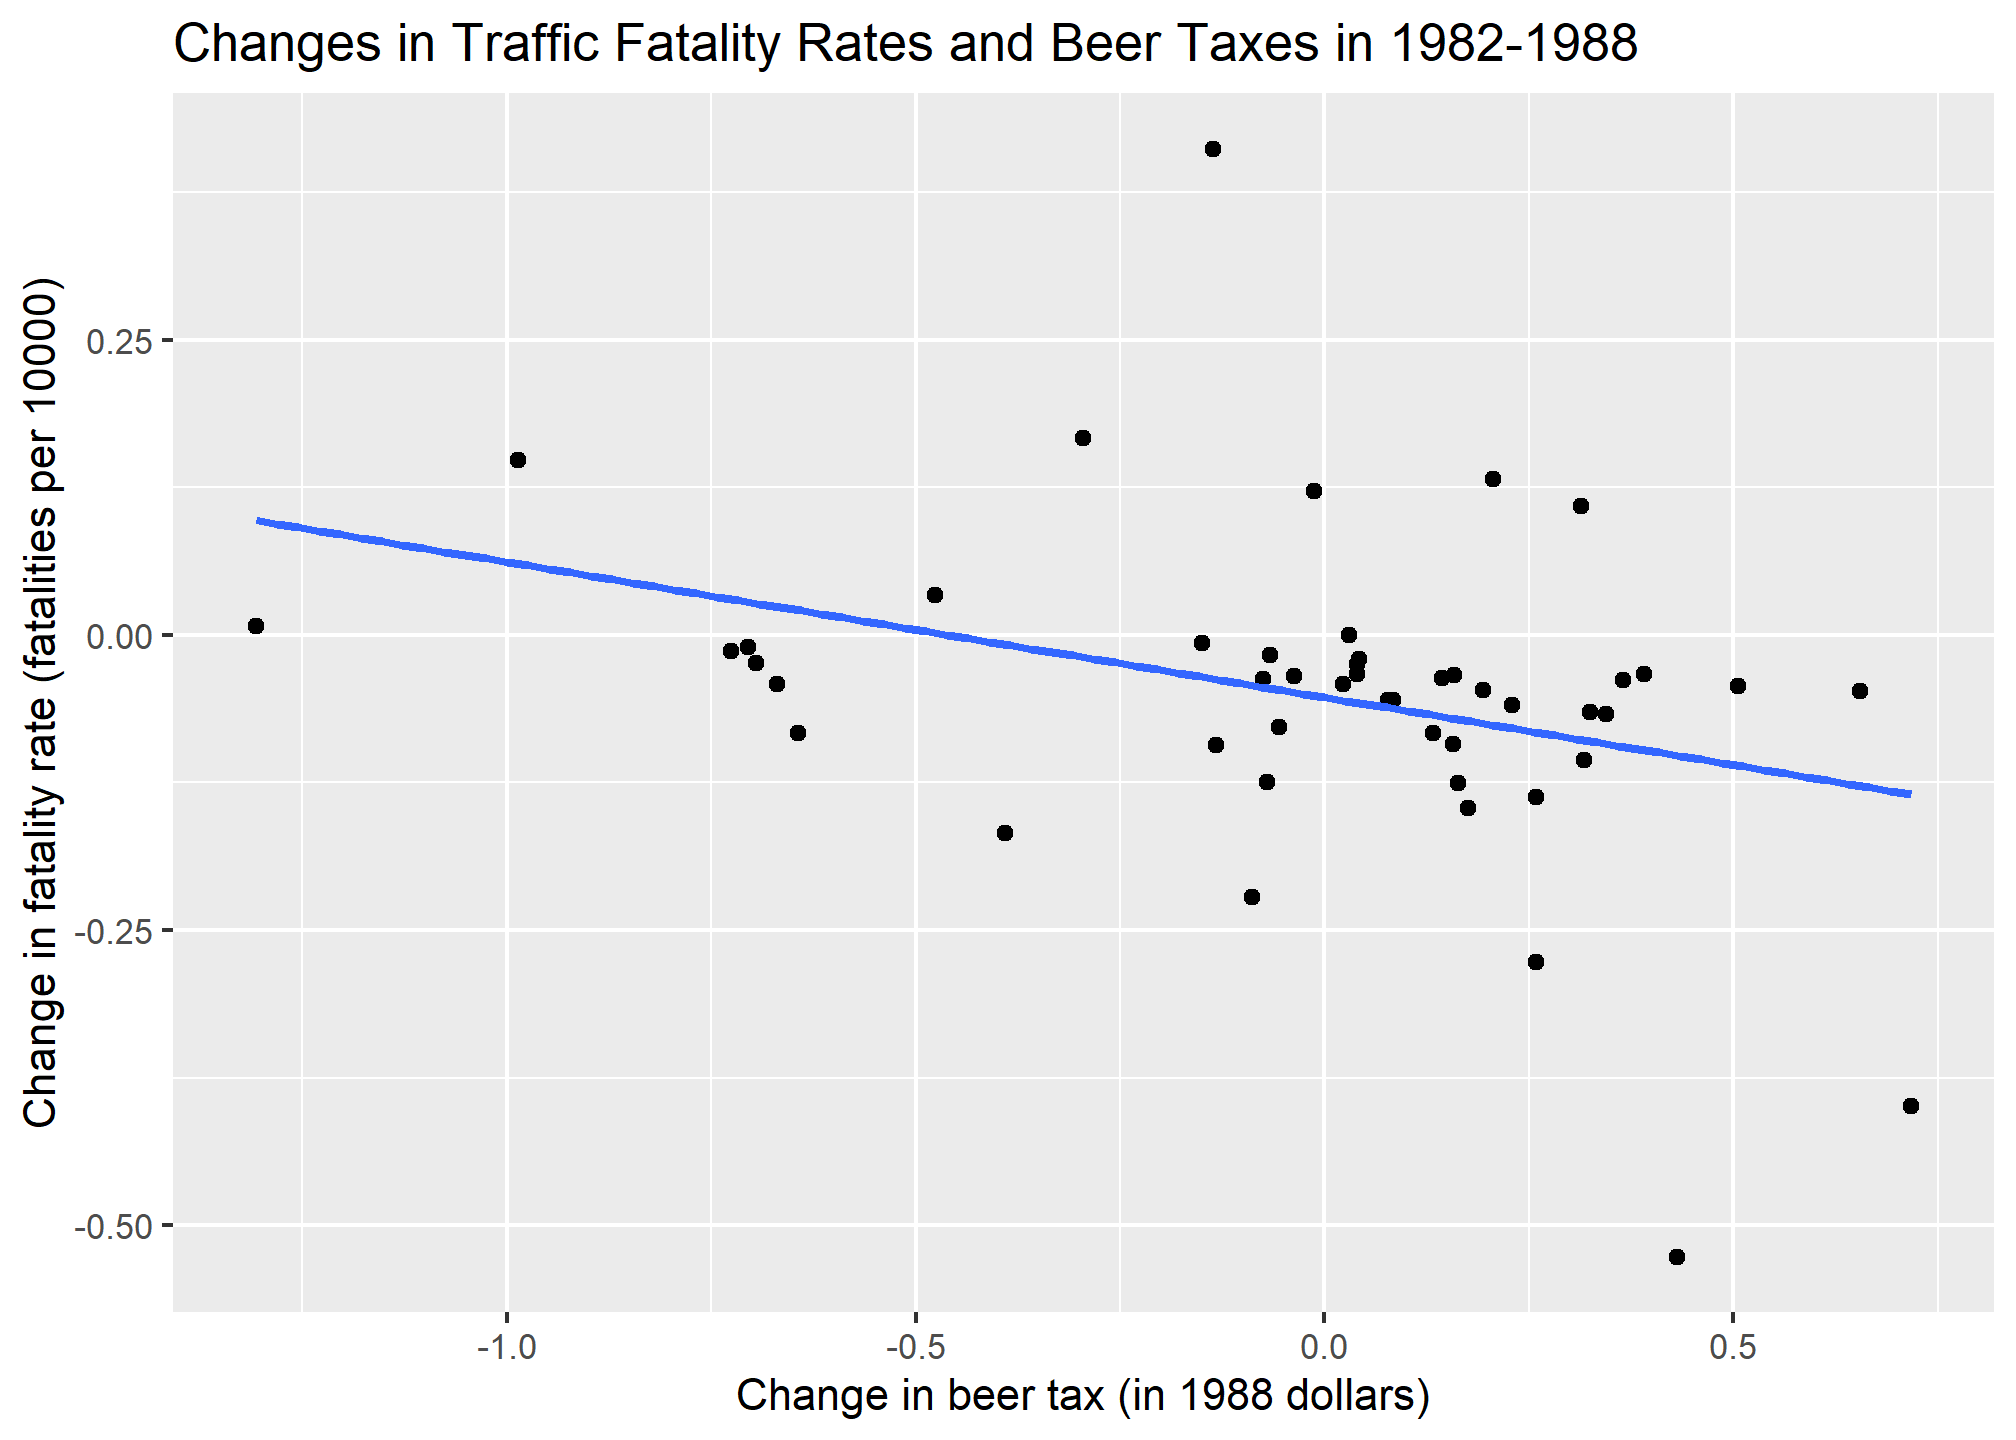 Changes in Traffic Fatality Rates and Beer Taxes in 1982-1988
Change in fatality rate (fatalities per 10000)
0.25
0.00
-0.25
-0.50
-1.0
-0.5
0.0
0.5
Change in beer tax (in 1988 dollars)